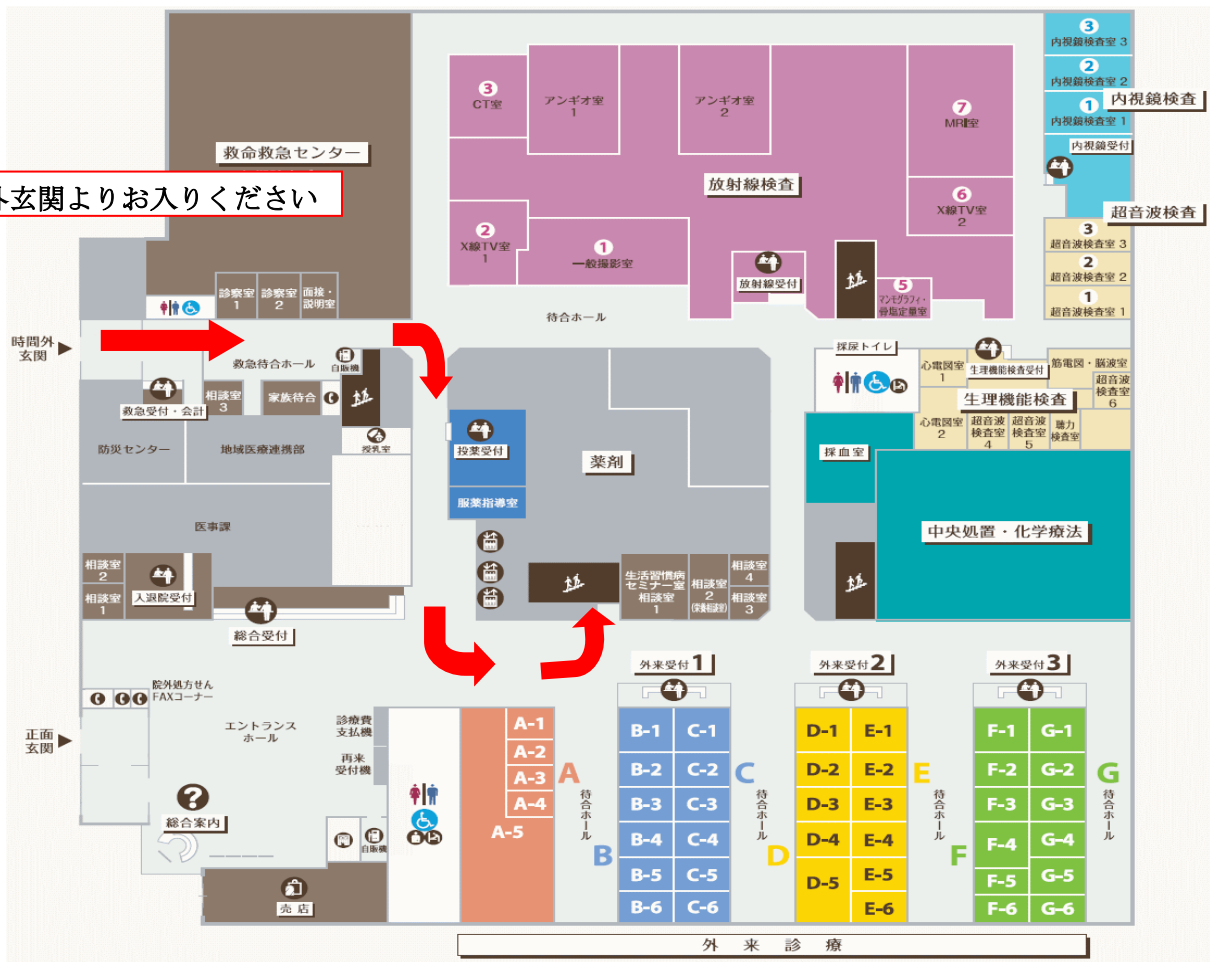 救命救急センター
外玄関よりお入りください
診察室
1
診察室
2
面接・
説明室
時間外
玄関
救急待合ホール
自販機
救急受付・会計
相談室
3
家族待合
防災センター
地域医療連携部
授乳室
医事課
相談室
2
相談室
1
入退院受付
総合受付
院外処方せん
FAXコーナー
正面
玄関
エントランス
ホール
診療費
支払機
再来
受付機
?
総合案内
自販機
売店
3
CT室
アンギオ室
1
アンギオ室
2
7
MRI室
放射線検査
2
X線TV室
1
1
一般撮影室
6
X線TV室
2
放射線受付
5
マンモグラフィ・
骨塩定量室
待合ホール
3
内視鏡検査室 3
2
内視鏡検査室 2
1
内視鏡検査室 1
内視鏡検査
内視鏡受付
超音波検査
3
超音波検査室 3
2
超音波検査室 2
1
超音波検査室 1
投薬受付
服薬指導室
薬剤
生活習慣病
セミナー室
相談室
1
相談室
2
(栄養相談室)
相談室
4
相談室
3
採尿トイレ
心電図室
1
生理機能検査受付
筋電図・脳波室
超音波
検査室
6
生理機能検査
心電図室
2
超音波
検査室
4
超音波
検査室
5
聴力
検査室
採血室
中央処置・化学療法
外来受付1
外来受付2
外来受付3
A-1
A-2
A-3
A-4
A-5
A
待合ホール
B
B-1
B-2
B-3
B-4
B-5
B-6
C-1
C-2
C-3
C-4
C-5
C-6
C
待合ホール
D
D-1
D-2
D-3
D-4
D-5
E-1
E-2
E-3
E-4
E-5
E-6
E
待合ホール
F
F-1
F-2
F-3
F-4
F-5
F-6
G-1
G-2
G-3
G-4
G-5
G-6
G
待合ホール
外来診療